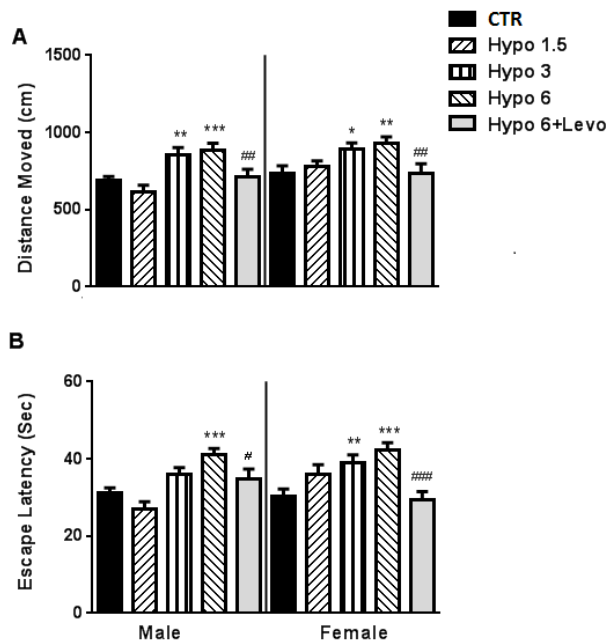 CTR
Hypo 1.5
Hypo 3
Hypo 6
Hypo 6+Levo
A
Distance Moved (cm)
1500
1000
500
0
** *** ## * ** ##
B
Escape Latency (Sec)
60
40
20
0
*** # ** *** ###
Male Female